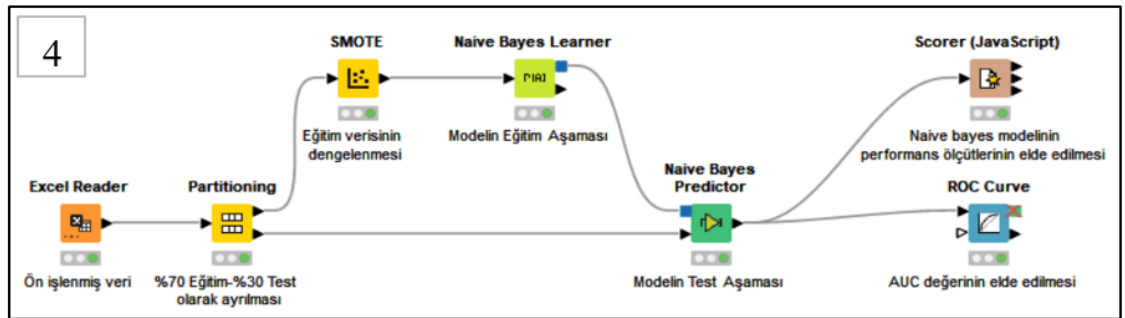 4
SMOTE
Naive Bayes Learner
Scorer (JavaScript)
P(A)
Eğitim verisinin
dengelenmesi
Modelin Eğitim Aşaması
Naive bayes modelinin
performans ölçütlerinin elde edilmesi
Excel Reader
Partitioning
Naive Bayes
Predictor
ROC Curve
Ön işlenmiş veri
%70 Eğitim-%30 Test
olarak ayrılması
Modelin Test Aşaması
AUC değerinin elde edilmesi